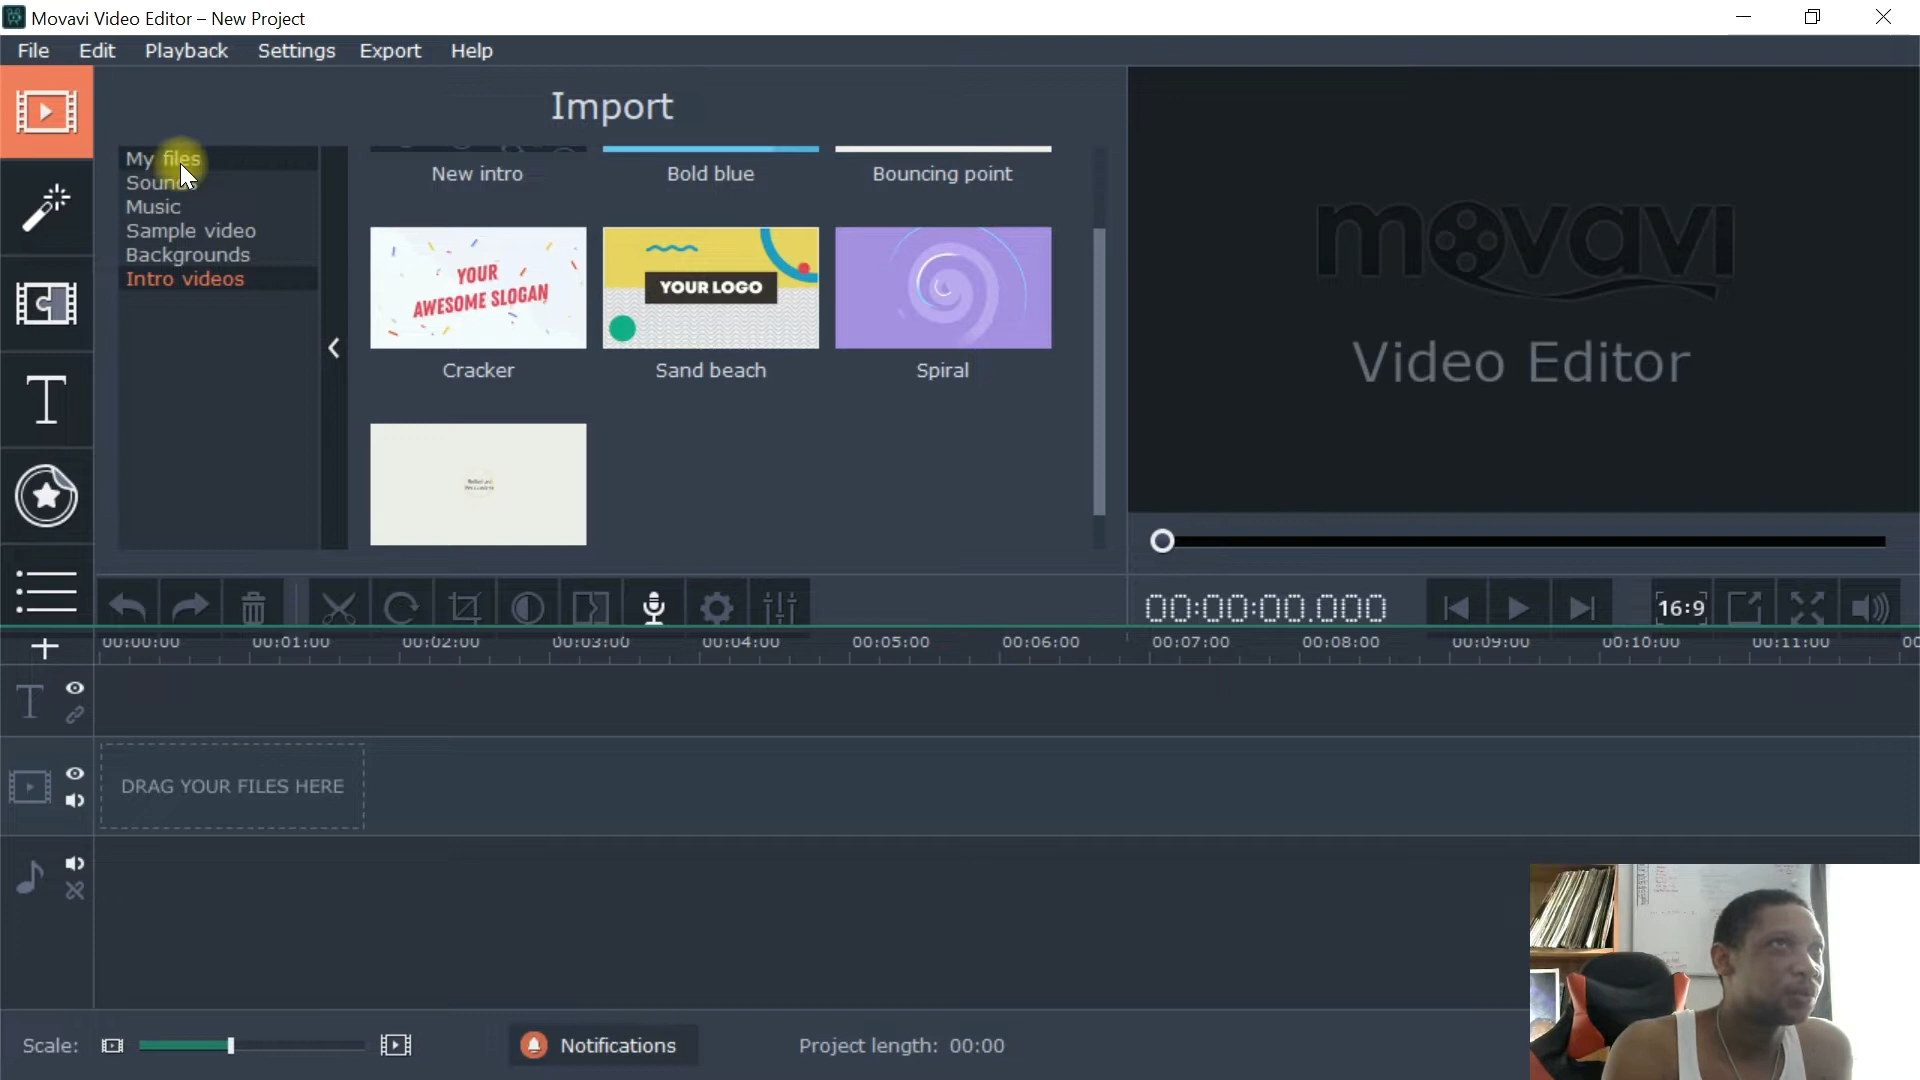 Movavi Video Editor – New Project
File Edit Playback Settings Export Help
Import
My files
Sounds
Music
Sample video
Backgrounds
Intro videos
New intro
Bold blue
Bouncing point
YOUR
AWESOME SLOGAN
YOUR LOGO
Cracker
Sand beach
Spiral
movavi
Video Editor
00:00:00.000
16:9
00:00:00 00:01:00 00:02:00 00:03:00 00:04:00 00:05:00 00:06:00 00:07:00 00:08:00 00:09:00 00:10:00 00:11:00 00
T
DRAG YOUR FILES HERE
Scale:
Notifications
Project length: 00:00